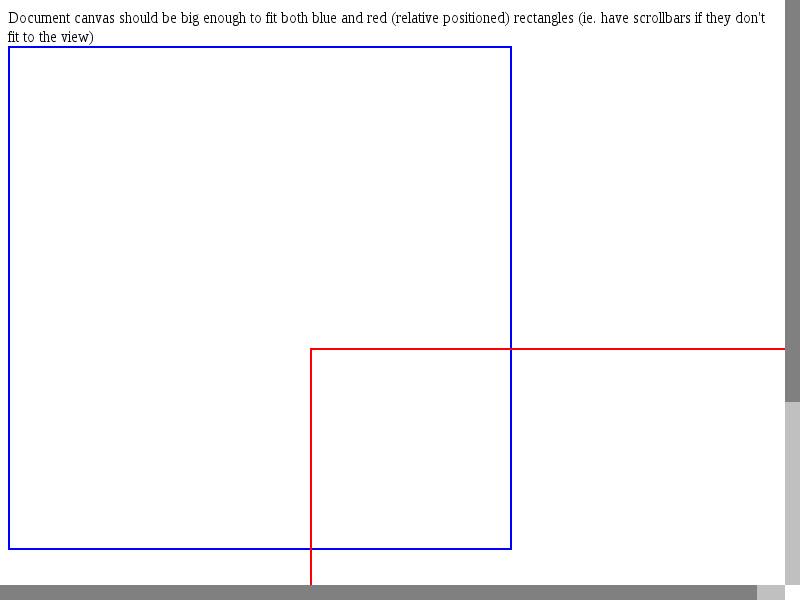 Document canvas should be big enough to fit both blue and red (relative positioned) rectangles (ie. have scrollbars if they don't
fit to the view)